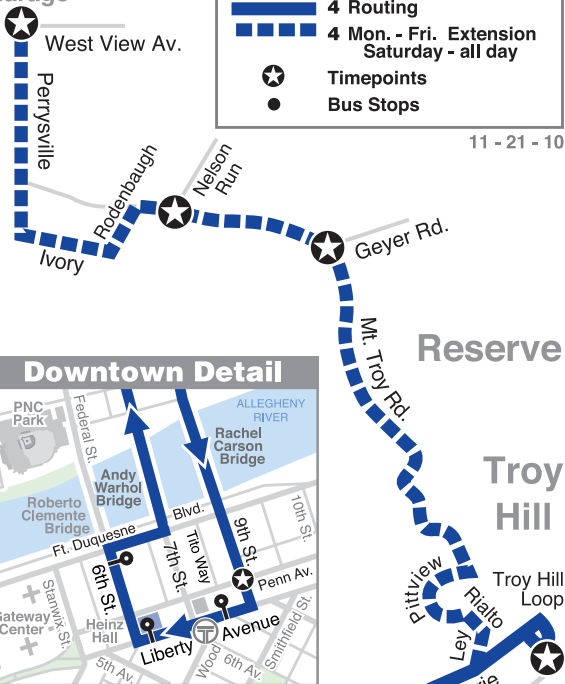 4 Routing
4 Mon. - Fri. Extension
Saturday - all day
Timepoints
Bus Stops
11 - 21 - 10
West View Av.
Perrysville
Ivory
Rodenbaugh
Nelson
Run
Geyer Rd.
Mt. Troy Rd.
Reserve
Troy
Hill
Pittview
Rialto
Ley
Troy Hill
Loop
Downtown Detail
PNC
Park
Federal St.
ALLEGHENY
RIVER
Rachel
Carson
Bridge
Andy
Warhol
Bridge
Roberto
Clemente
Bridge
Ft. Duquesne
Blvd.
10th St.
9th St.
Tito Way
7th St.
6th St.
Penn Av.
Stanwix St.
Gateway
Center
Heinz
Hall
Liberty
Avenue
T
Wood
5th Av.
6th Av.
Smithfield St.